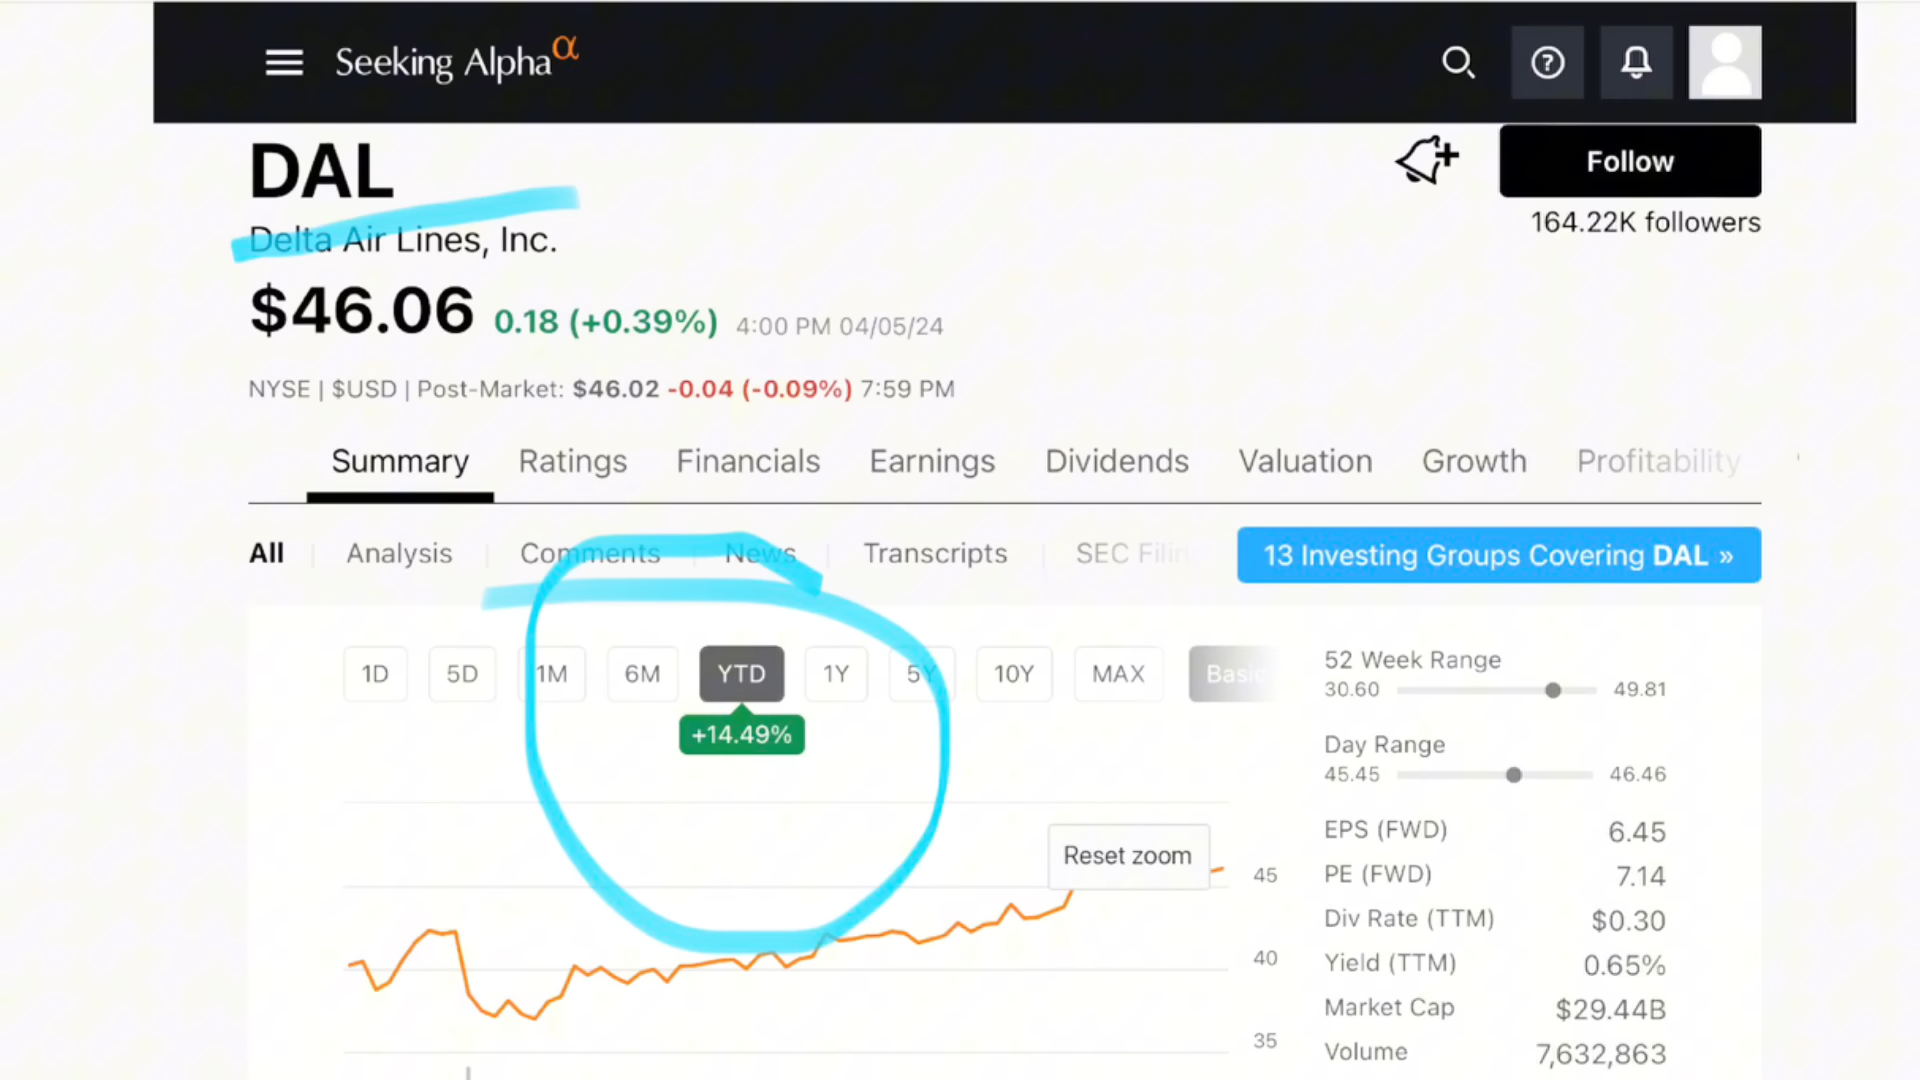 Seeking Alpha α
DAL
Follow
164.22K followers
Delta Air Lines, Inc.
$46.06 0.18 (+0.39%) 4:00 PM 04/05/24
NYSE | $USD | Post-Market: $46.02 -0.04 (-0.09%) 7:59 PM
Summary Ratings Financials Earnings Dividends Valuation Growth Profitability
All Analysis Comments News Transcripts SEC Filin
13 Investing Groups Covering DAL »
1D 5D 1M 6M YTD 1Y 5Y 10Y MAX Basic
+14.49%
Reset zoom
45
40
35
52 Week Range
30.60 49.81
Day Range
45.45 46.46
EPS (FWD) 6.45
PE (FWD) 7.14
Div Rate (TTM) $0.30
Yield (TTM) 0.65%
Market Cap $29.44B
Volume 7,632,863